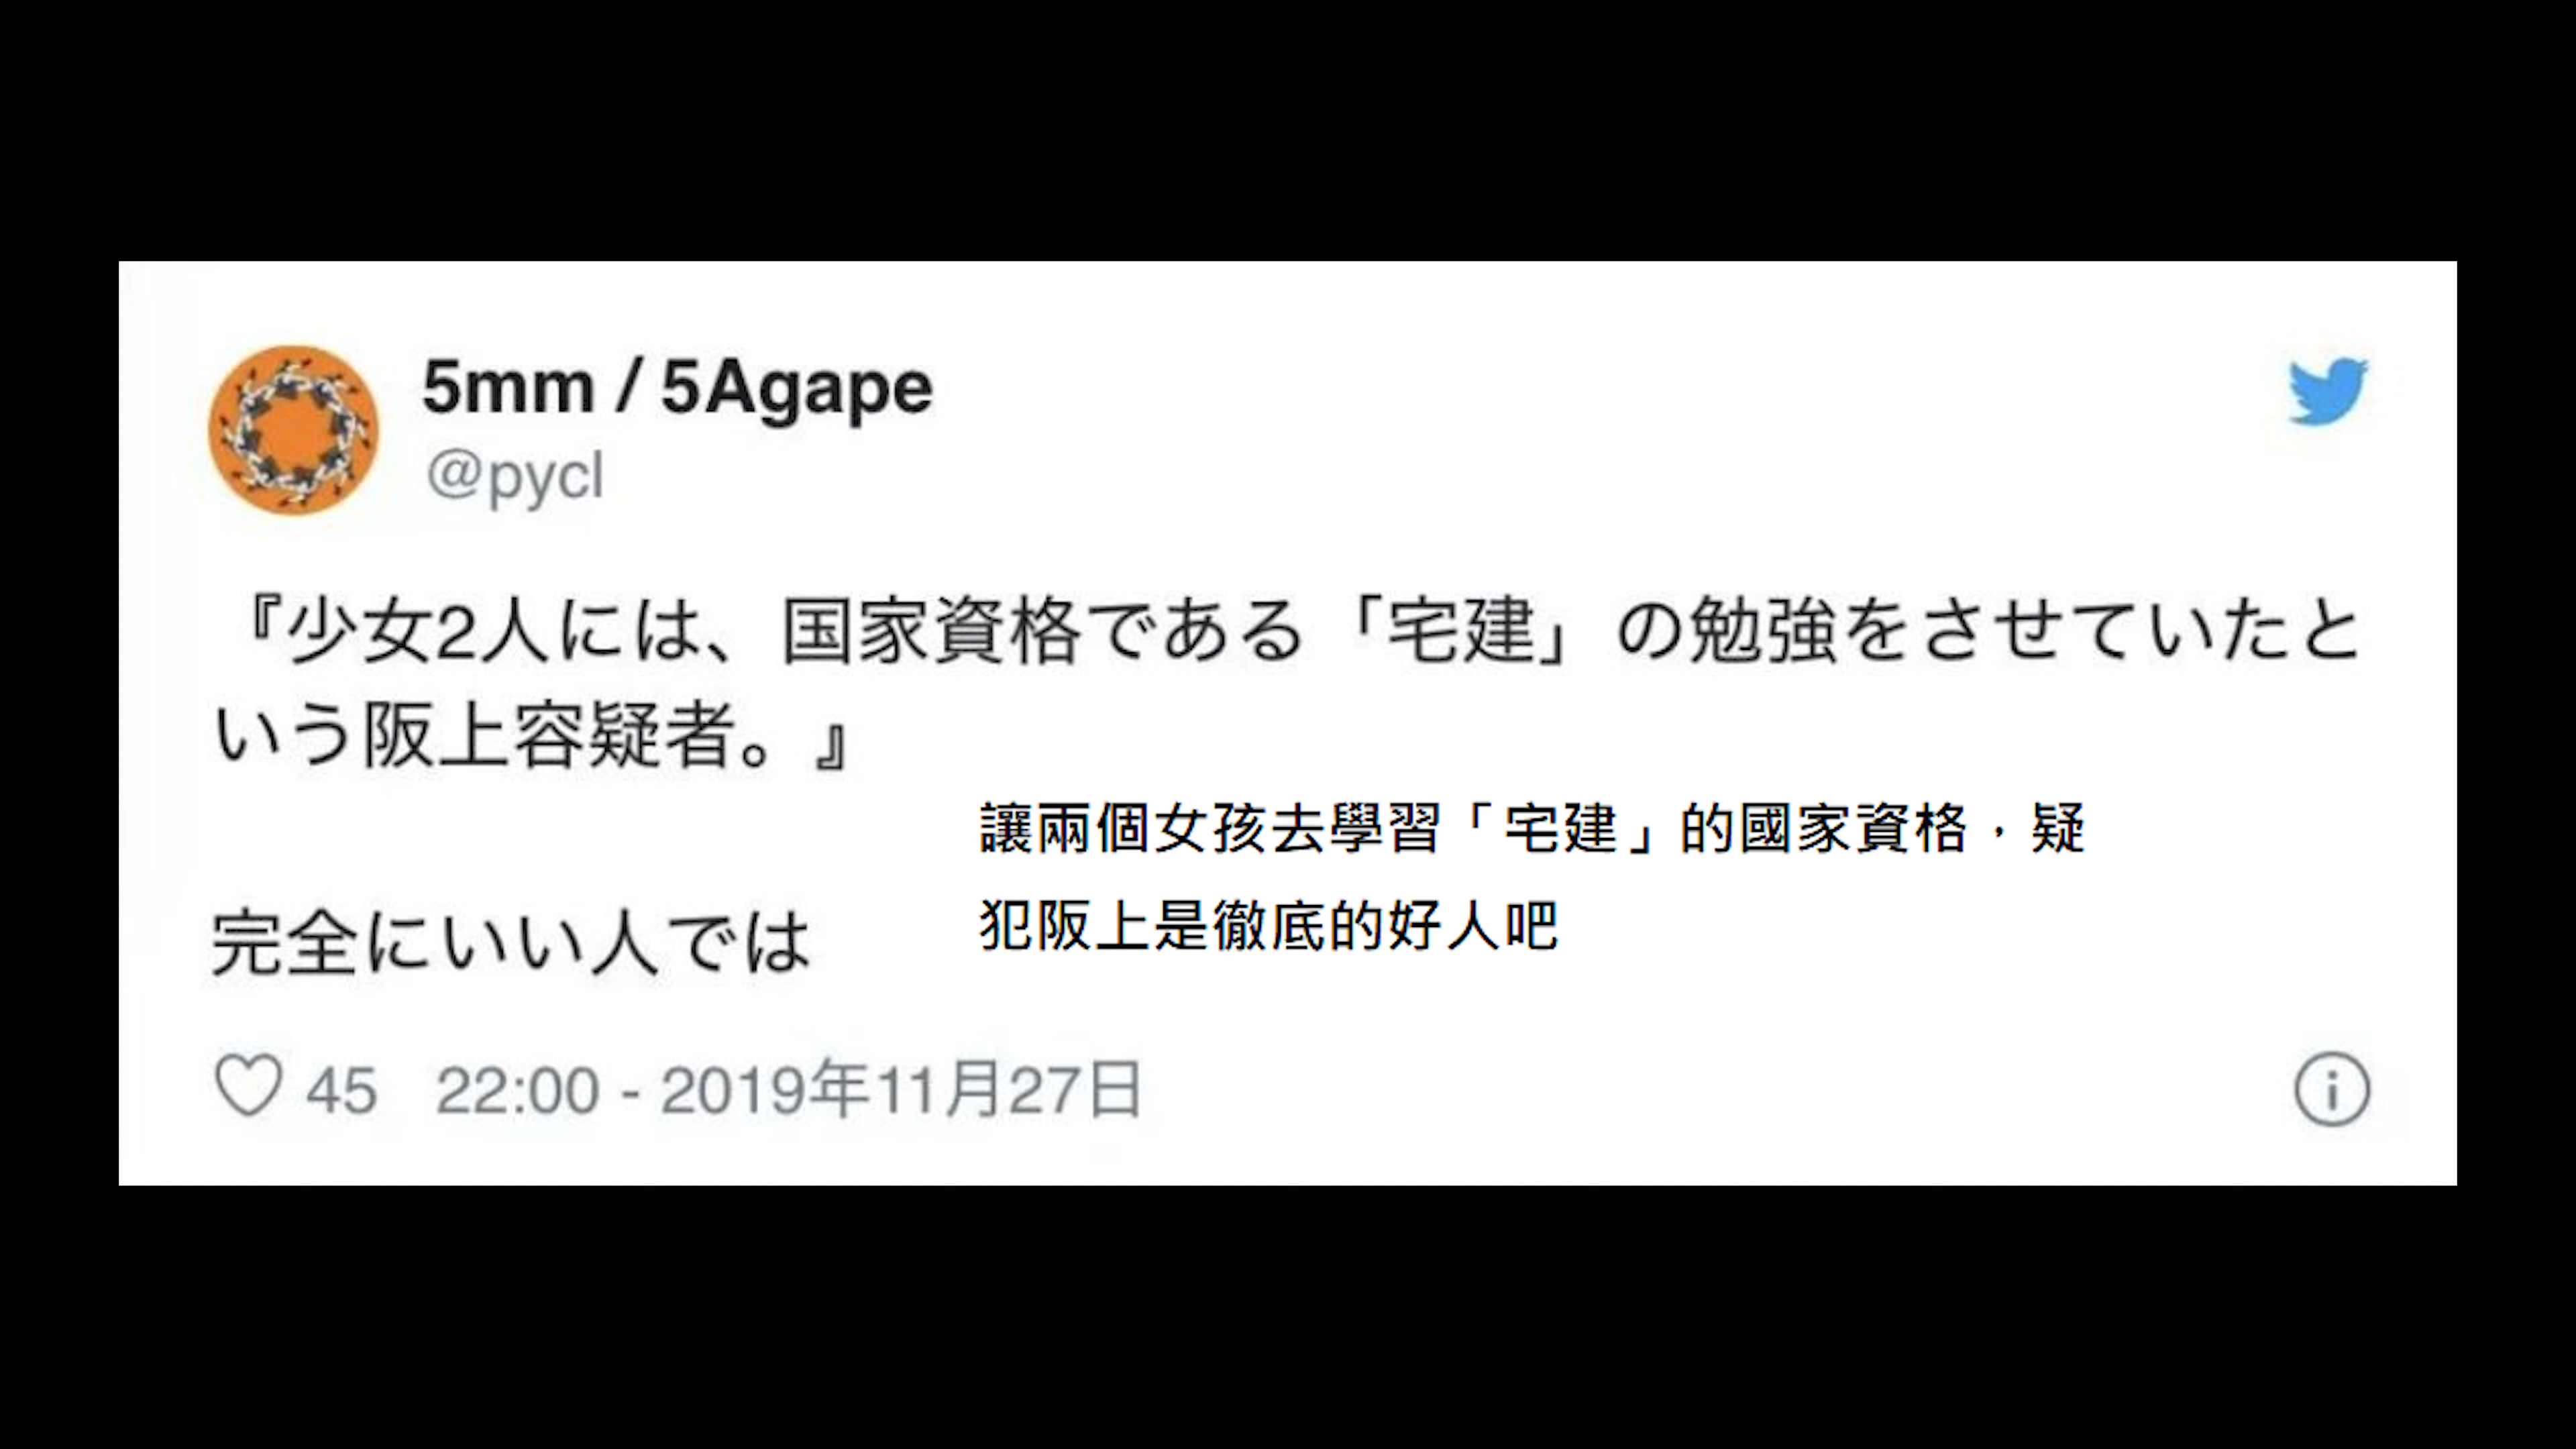 5mm / 5Agape
@pycl
『少女2人には、国家資格である「宅建」の勉強をさせていたと
いう阪上容疑者。』
讓兩個女孩去學習「宅建」的國家資格，疑
犯阪上是徹底的好人吧
完全にいい人では
45 22:00 - 2019年11月27日